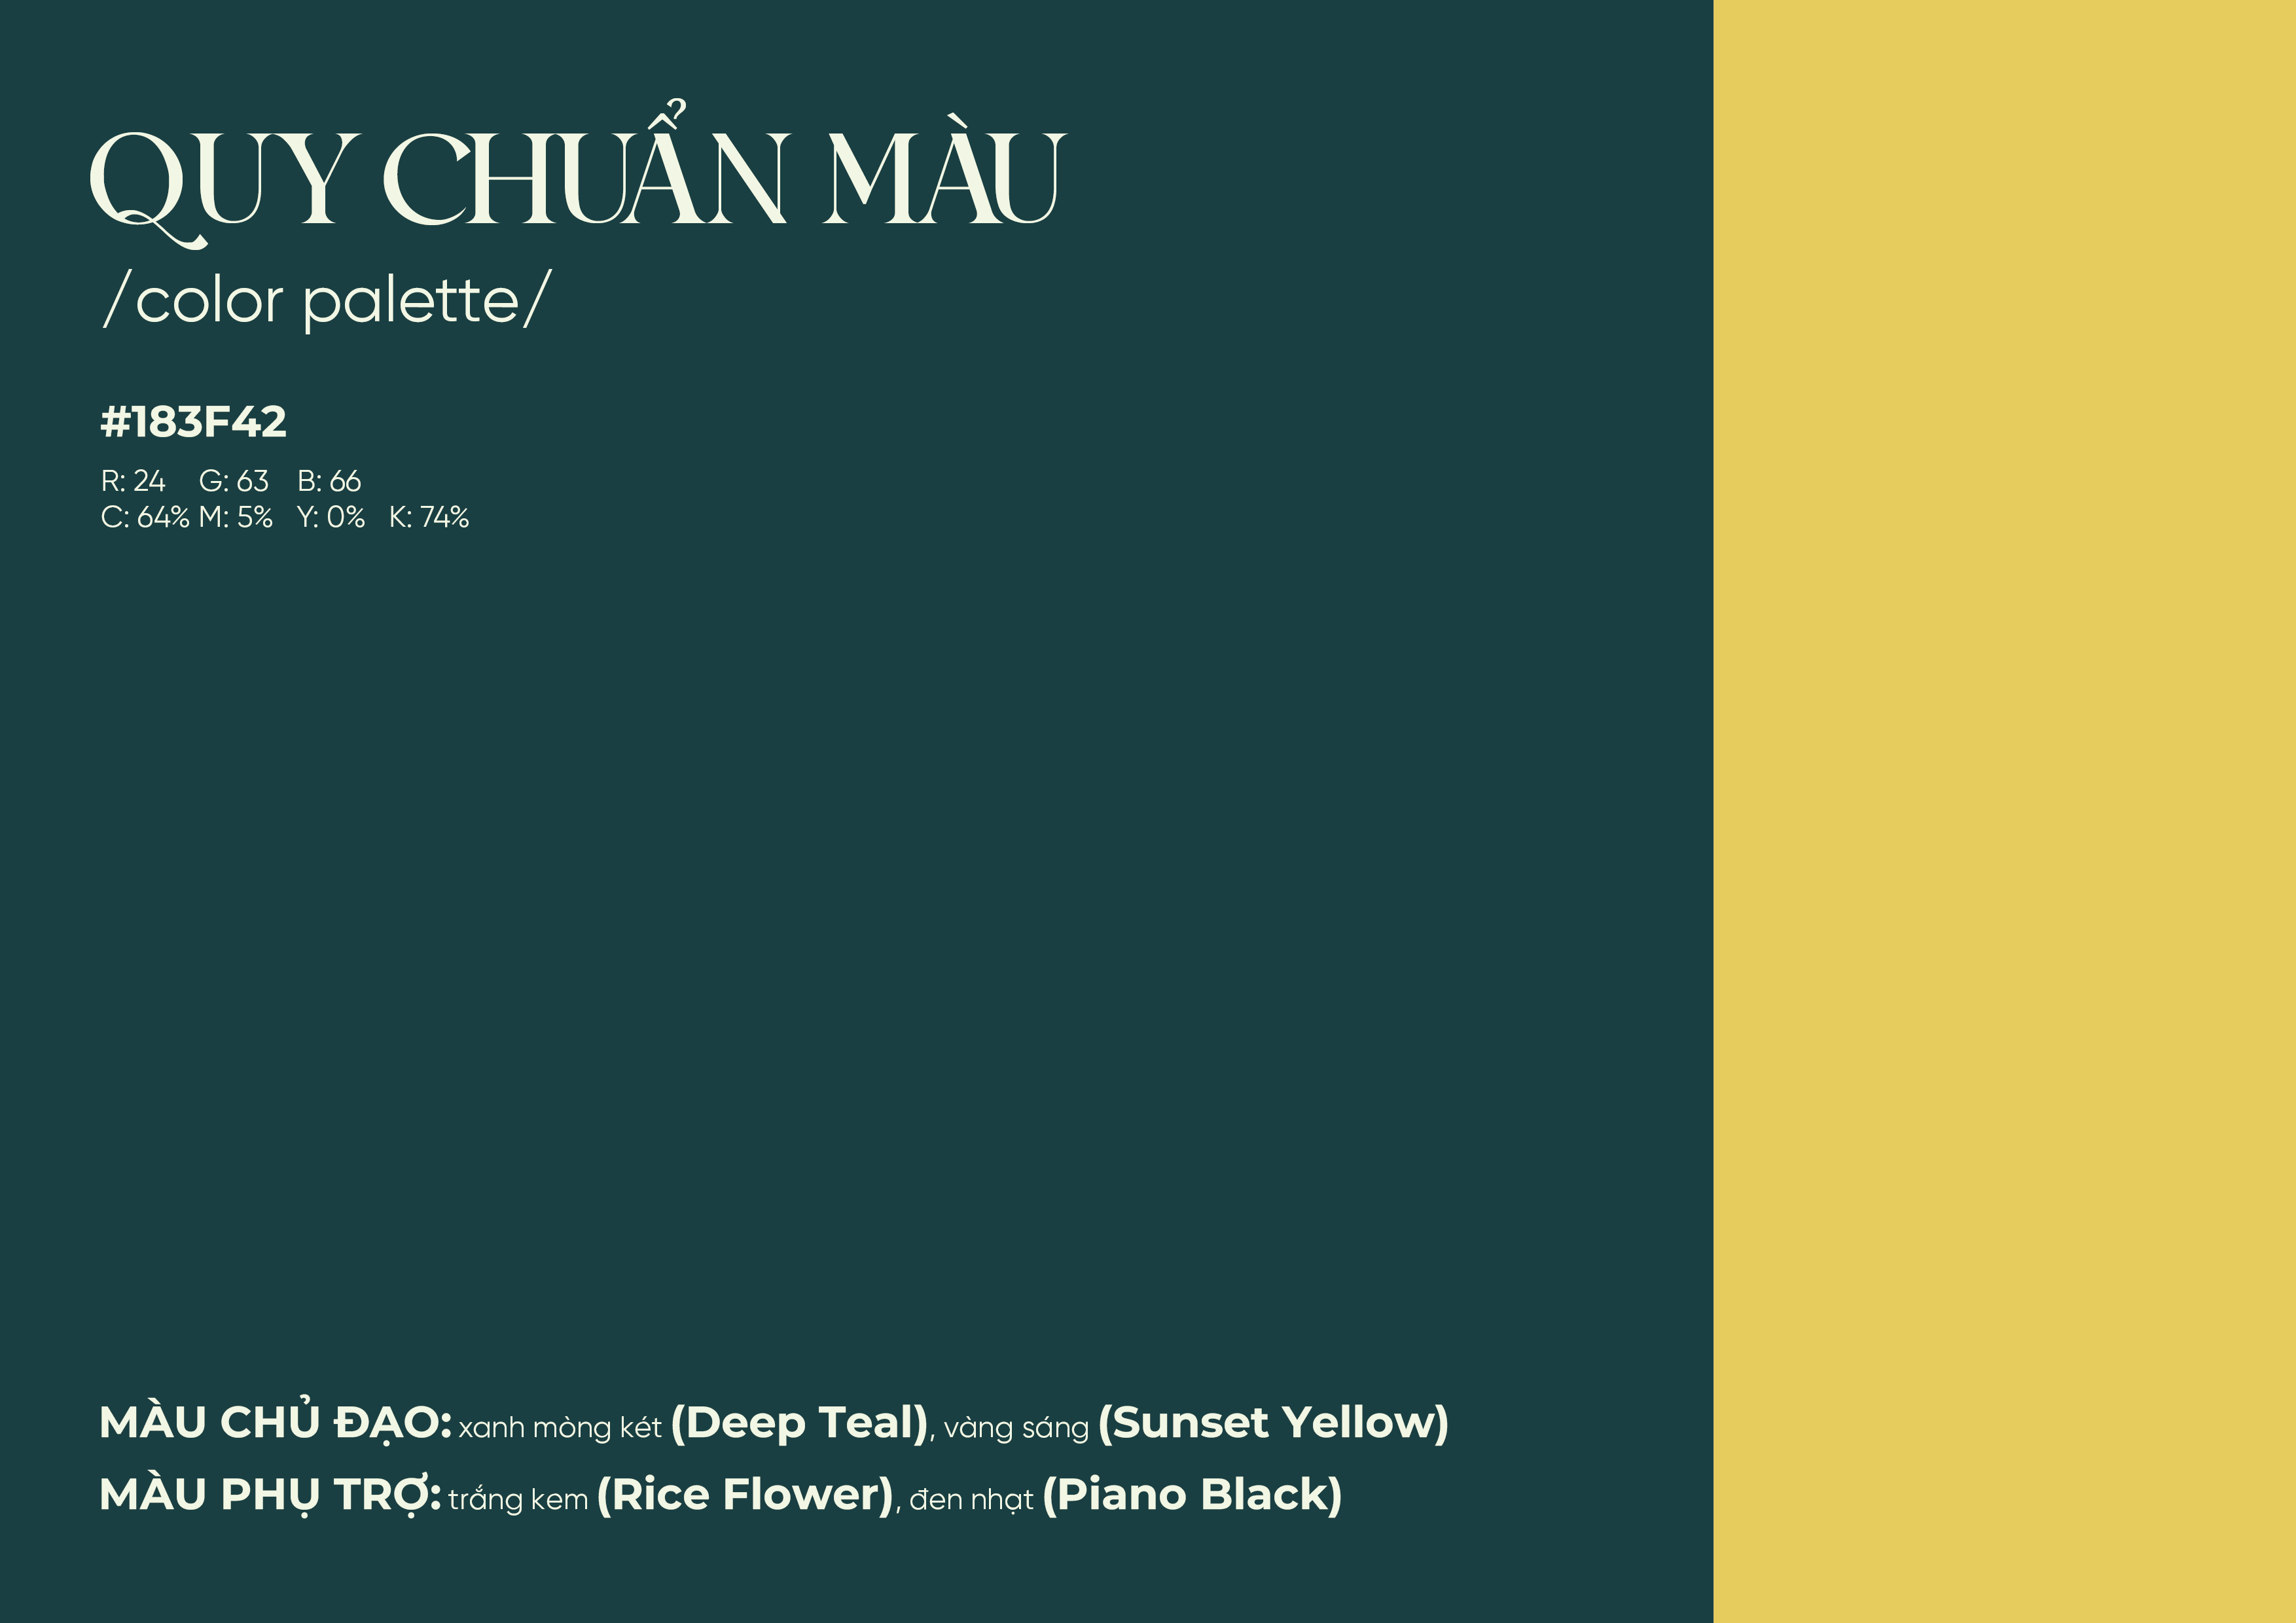 QUY CHUẨN MÀU
/color palette/
#183F42
R: 24 G: 63 B: 66
C: 64% M: 5% Y: 0% K: 74%
MÀU CHỦ ĐẠO: xanh mòng két (Deep Teal), vàng sáng (Sunset Yellow)
MÀU PHỤ TRỢ: trắng kem (Rice Flower), đen nhạt (Piano Black)